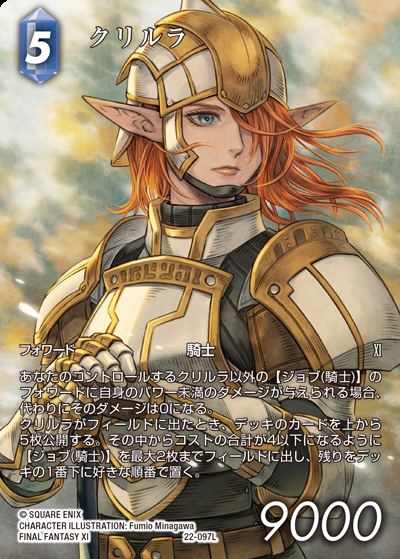 5
クリルラ
フォワード 騎士 XI
あなたのコントロールするクリルラ以外の【ジョブ(騎士)】の
フォワードに自身のパワー未満のダメージが与えられる場合、
代わりにそのダメージは0になる。
クリルラがフィールドに出たとき、デッキのカードを上から
5枚公開する。その中からコストの合計が4以下になるように
【ジョブ(騎士)】を最大2枚までフィールドに出し、残りをデッ
キの1番下に好きな順番で置く。
© SQUARE ENIX
CHARACTER ILLUSTRATION: Fumio Minagawa
FINAL FANTASY XI 22-097L
9000